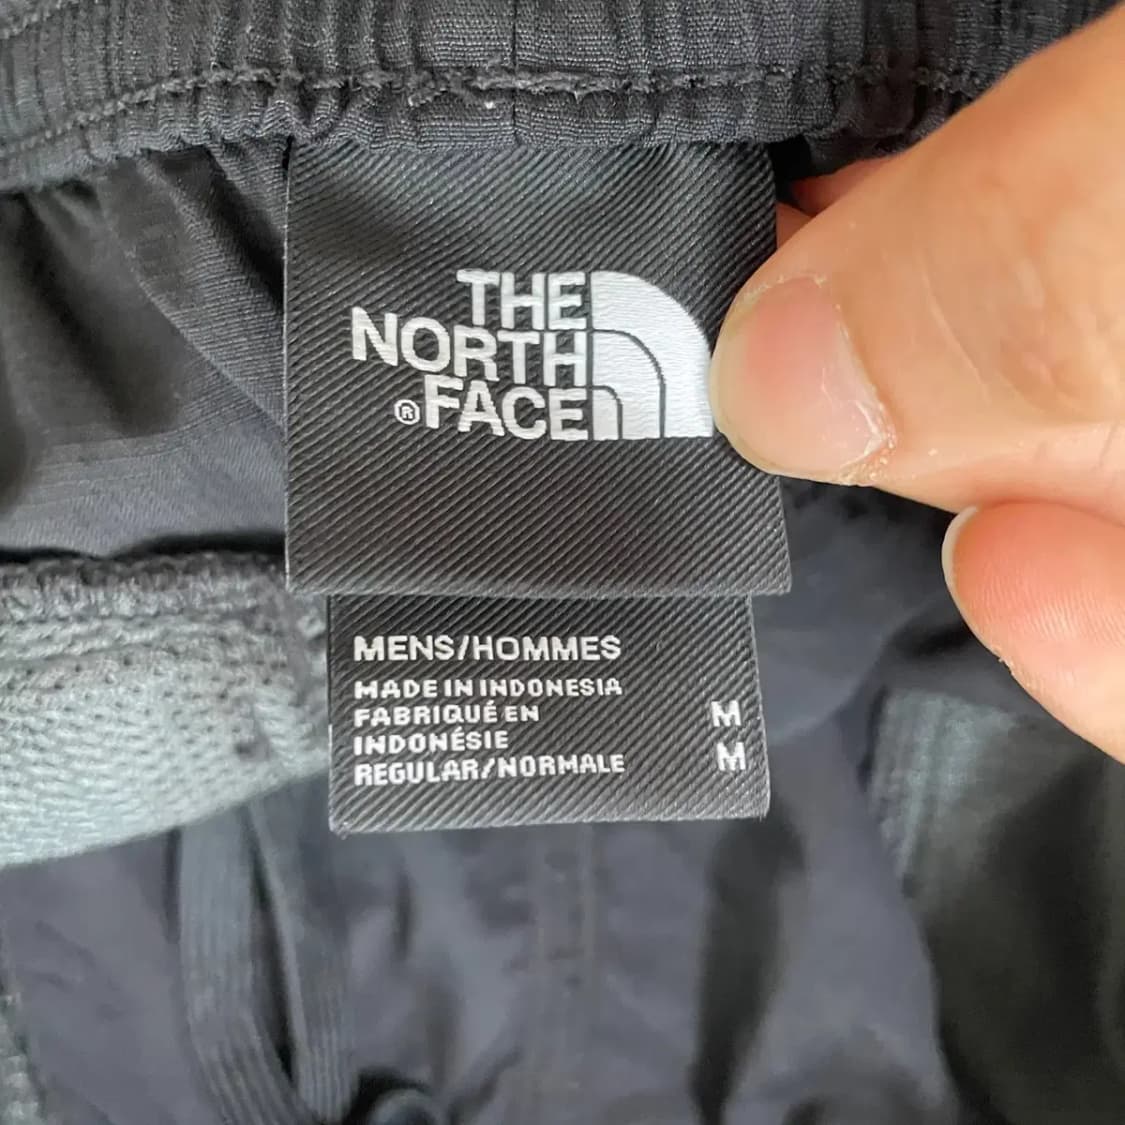 THE
NORTH
®FACE
MENS/HOMMES
MADE IN INDONESIA
FABRIQUÉ EN M
INDONÉSIE
REGULAR/NORMALE M